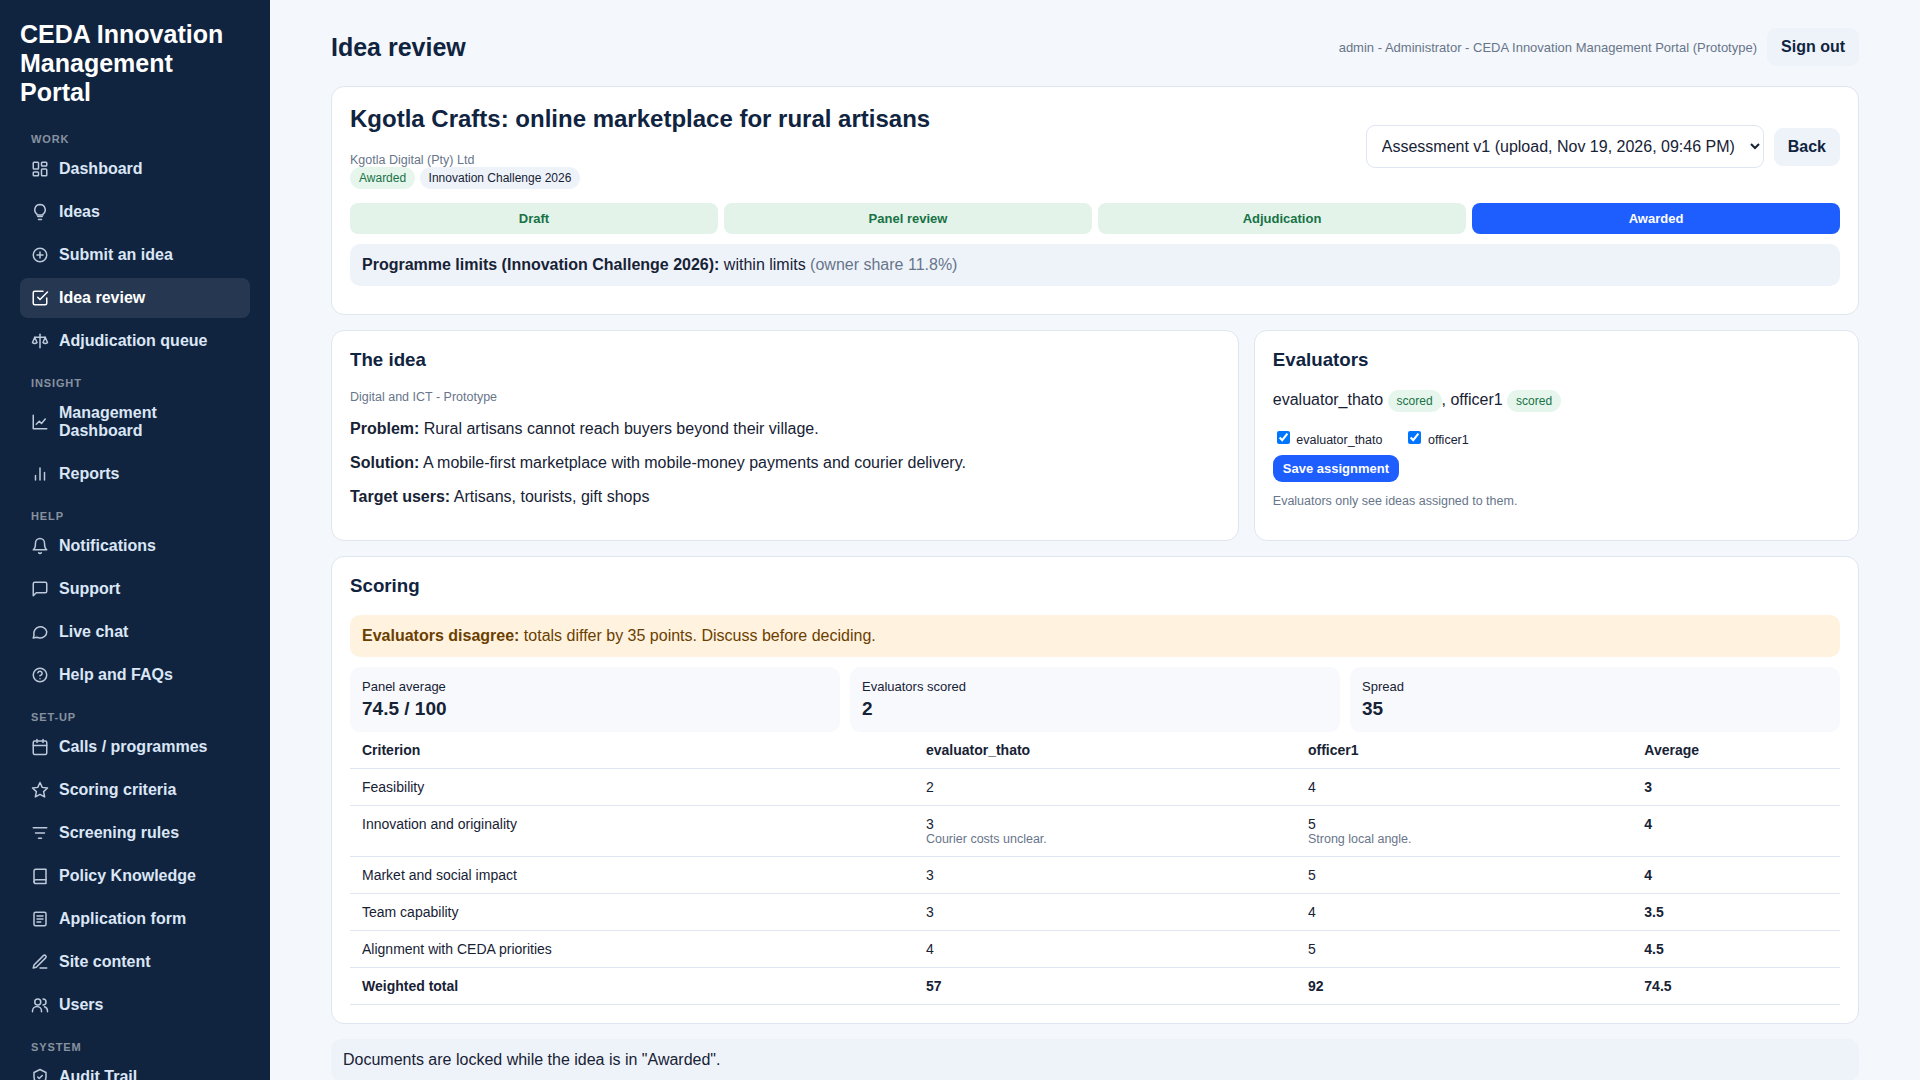 CEDA Innovation
Management
Portal
WORK
Dashboard
Ideas
Submit an idea
Idea review
Adjudication queue
INSIGHT
Management
Dashboard
Reports
HELP
Notifications
Support
Live chat
Help and FAQs
SET-UP
Calls / programmes
Scoring criteria
Screening rules
Policy Knowledge
Application form
Site content
Users
SYSTEM
Audit Trail
Idea review
admin - Administrator - CEDA Innovation Management Portal (Prototype)
Sign out
Kgotla Crafts: online marketplace for rural artisans
Kgotla Digital (Pty) Ltd
Awarded Innovation Challenge 2026
Assessment v1 (upload, Nov 19, 2026, 09:46 PM)
Back
Draft Panel review Adjudication Awarded
Programme limits (Innovation Challenge 2026): within limits (owner share 11.8%)
The idea
Digital and ICT - Prototype
Problem: Rural artisans cannot reach buyers beyond their village.
Solution: A mobile-first marketplace with mobile-money payments and courier delivery.
Target users: Artisans, tourists, gift shops
Evaluators
evaluator_thato scored, officer1 scored
evaluator_thato officer1
Save assignment
Evaluators only see ideas assigned to them.
Scoring
Evaluators disagree: totals differ by 35 points. Discuss before deciding.
Panel average
74.5 / 100
Evaluators scored
2
Spread
35
Criterion evaluator_thato officer1 Average
Feasibility 2 4 3
Innovation and originality 3 5 4
Courier costs unclear. Strong local angle.
Market and social impact 3 5 4
Team capability 3 4 3.5
Alignment with CEDA priorities 4 5 4.5
Weighted total 57 92 74.5
Documents are locked while the idea is in "Awarded".